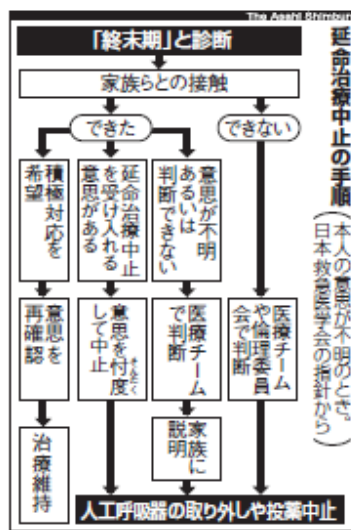 The Asahi Shimbun
延命治療中止の手順
(本人の意思が不明のとき。
日本救急医学会の指針から)
「終末期」と診断
家族らとの接触
できた
できない
積極対応を
希望
延命治療中止
を受け入れる
意思がある
意思が不明
あるいは
判断できない
意思を
再確認
意思を忖度
そんたく
して中止
医療チーム
で判断
医療チーム
や倫理委員
会で判断
治療維持
家族に
説明
人工呼吸器の取り外しや投薬中止